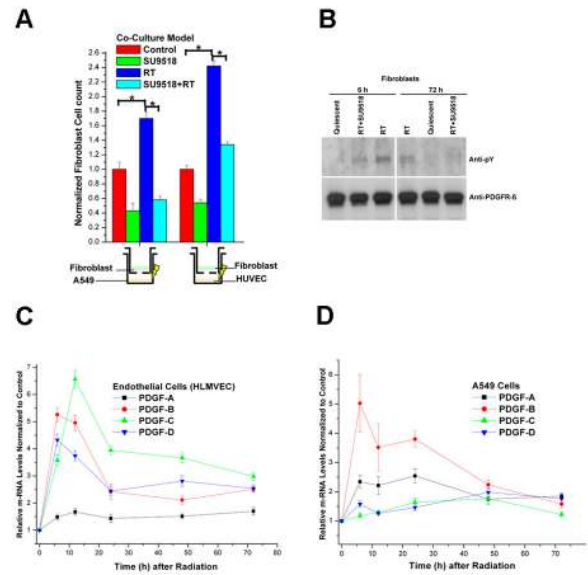 A
Co-Culture Model
Control
SU9518
RT
SU9518+RT
* * * *
Normalized Fibroblast Cell count
2.6
2.4
2.2
2.0
1.8
1.6
1.4
1.2
1.0
0.8
0.6
0.4
0.2
0.0
Fibroblast
A549
Fibroblast
HUVEC
B
Fibroblasts
6 h 72 h
Quiescent
RT+SU9518
RT
RT
Quiescent
RT+SU9518
Anti-pY
Anti-PDGFR-ß
C
Endothelial Cells (HLMVEC)
PDGF-A
PDGF-B
PDGF-C
PDGF-D
Relative m-RNA Levels Normalized to Control
7
6
5
4
3
2
1
0 10 20 30 40 50 60 70 80
Time (h) after Radiation
D
A549 Cells
PDGF-A
PDGF-B
PDGF-C
PDGF-D
Relative m-RNA Levels Normalized to Control
6
5
4
3
2
1
0
0 10 20 30 40 50 60 70
Time (h) after Radiation